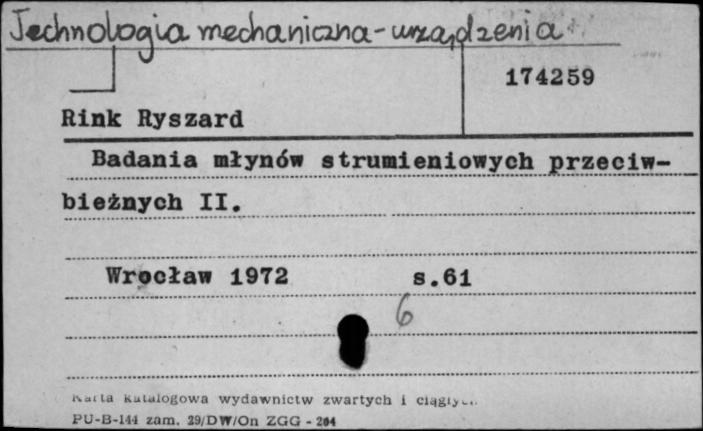 Technologia mechaniczna - urządzenia
174259
Rink Ryszard
Badania młynów strumieniowych przeciw-
bieżnych II.
Wrocław 1972 s.61
6
Karta katalogowa wydawnictw zwartych i ciągłych
PU-B-144 zam. 29/DW/On ZGG - 204